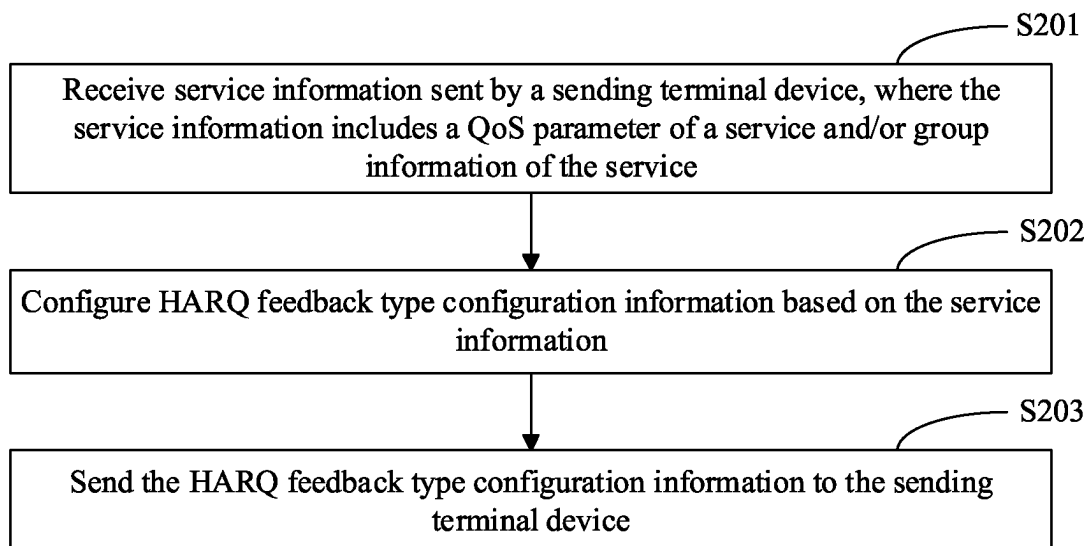 S201
Receive service information sent by a sending terminal device, where the
service information includes a QoS parameter of a service and/or group
information of the service
S202
Configure HARQ feedback type configuration information based on the service
information
S203
Send the HARQ feedback type configuration information to the sending
terminal device